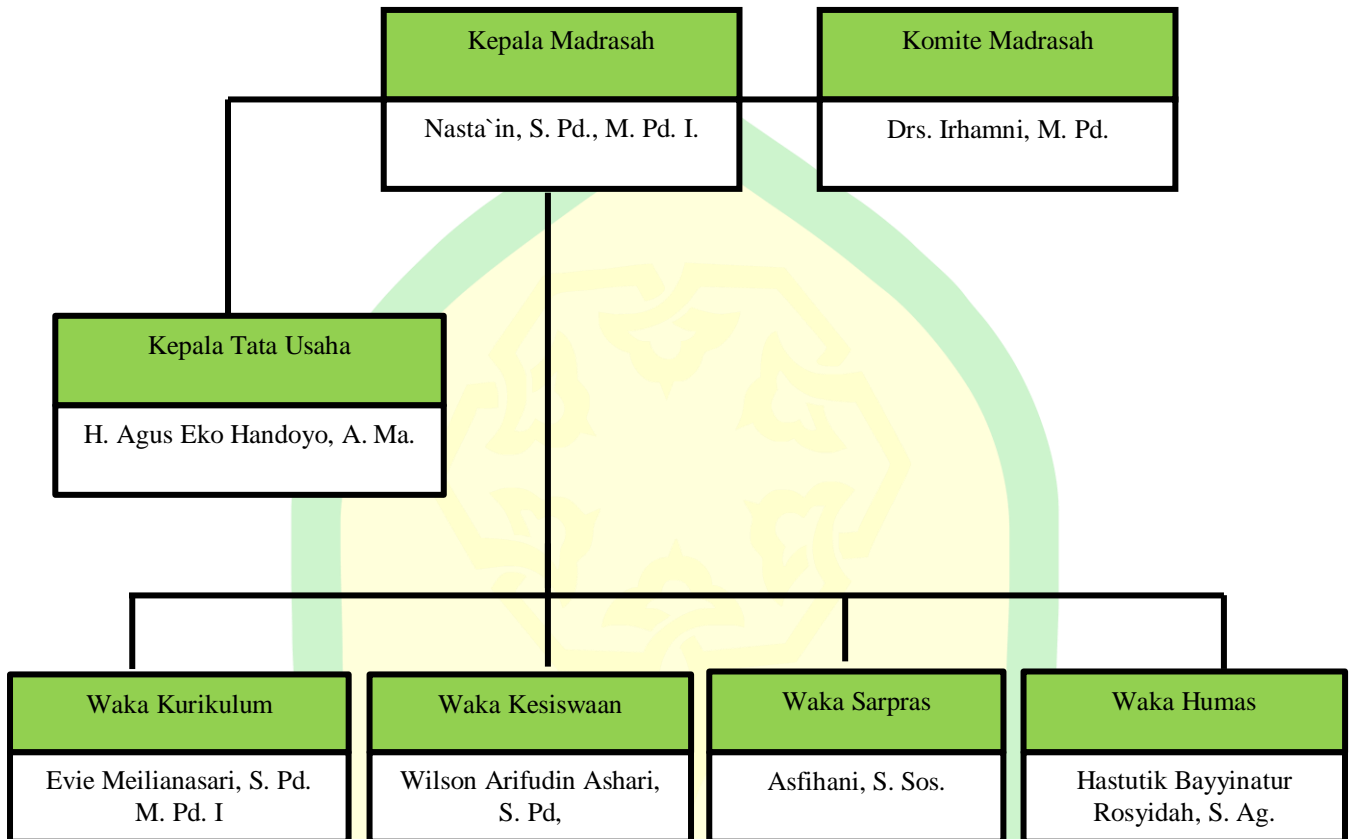 Kepala Madrasah
Nasta`in, S. Pd., M. Pd. I.
Komite Madrasah
Drs. Irhamni, M. Pd.
Kepala Tata Usaha
H. Agus Eko Handoyo, A. Ma.
Waka Kurikulum
Evie Meilianasari, S. Pd.
M. Pd. I
Waka Kesiswaan
Wilson Arifudin Ashari,
S. Pd,
Waka Sarpras
Asfihani, S. Sos.
Waka Humas
Hastutik Bayyinatur
Rosyidah, S. Ag.